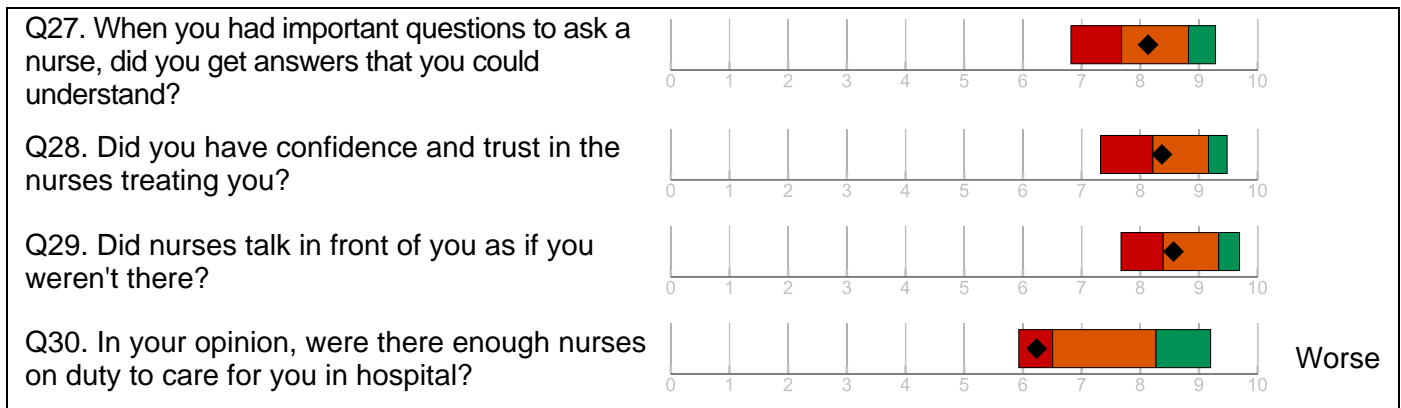 Q27. When you had important questions to ask a
nurse, did you get answers that you could
understand?
0 1 2 3 4 5 6 7 8 9 10
Q28. Did you have confidence and trust in the
nurses treating you?
0 1 2 3 4 5 6 7 8 9 10
Q29. Did nurses talk in front of you as if you
weren't there?
0 1 2 3 4 5 6 7 8 9 10
Q30. In your opinion, were there enough nurses
on duty to care for you in hospital?
Worse
0 1 2 3 4 5 6 7 8 9 10